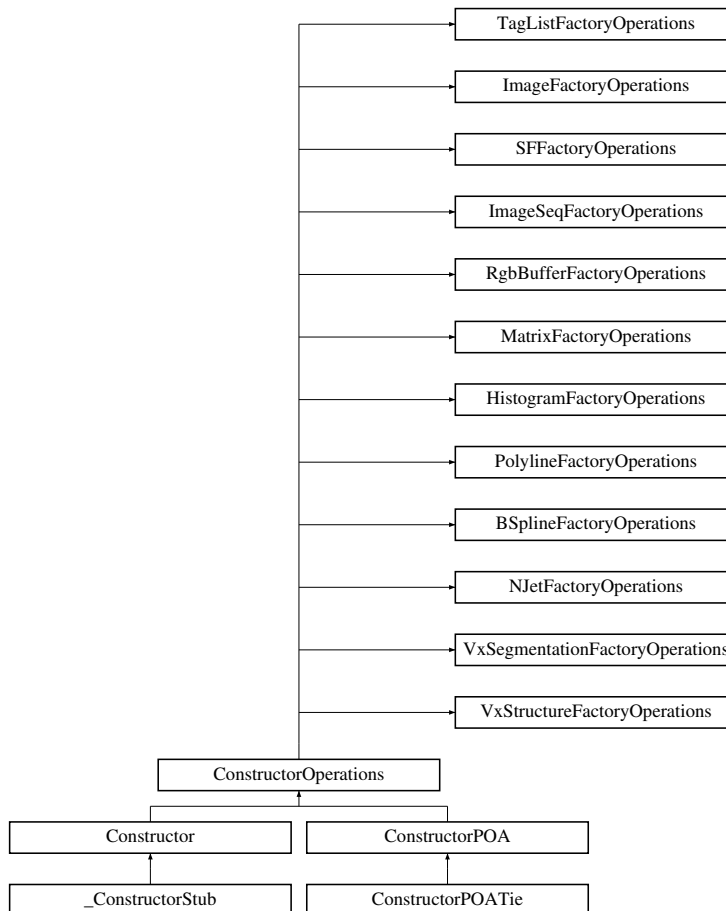 TagListFactoryOperations
ImageFactoryOperations
SFFactoryOperations
ImageSeqFactoryOperations
RgbBufferFactoryOperations
MatrixFactoryOperations
HistogramFactoryOperations
PolylineFactoryOperations
BSplineFactoryOperations
NJetFactoryOperations
VxSegmentationFactoryOperations
VxStructureFactoryOperations
ConstructorOperations
Constructor
ConstructorPOA
_ConstructorStub
ConstructorPOATie